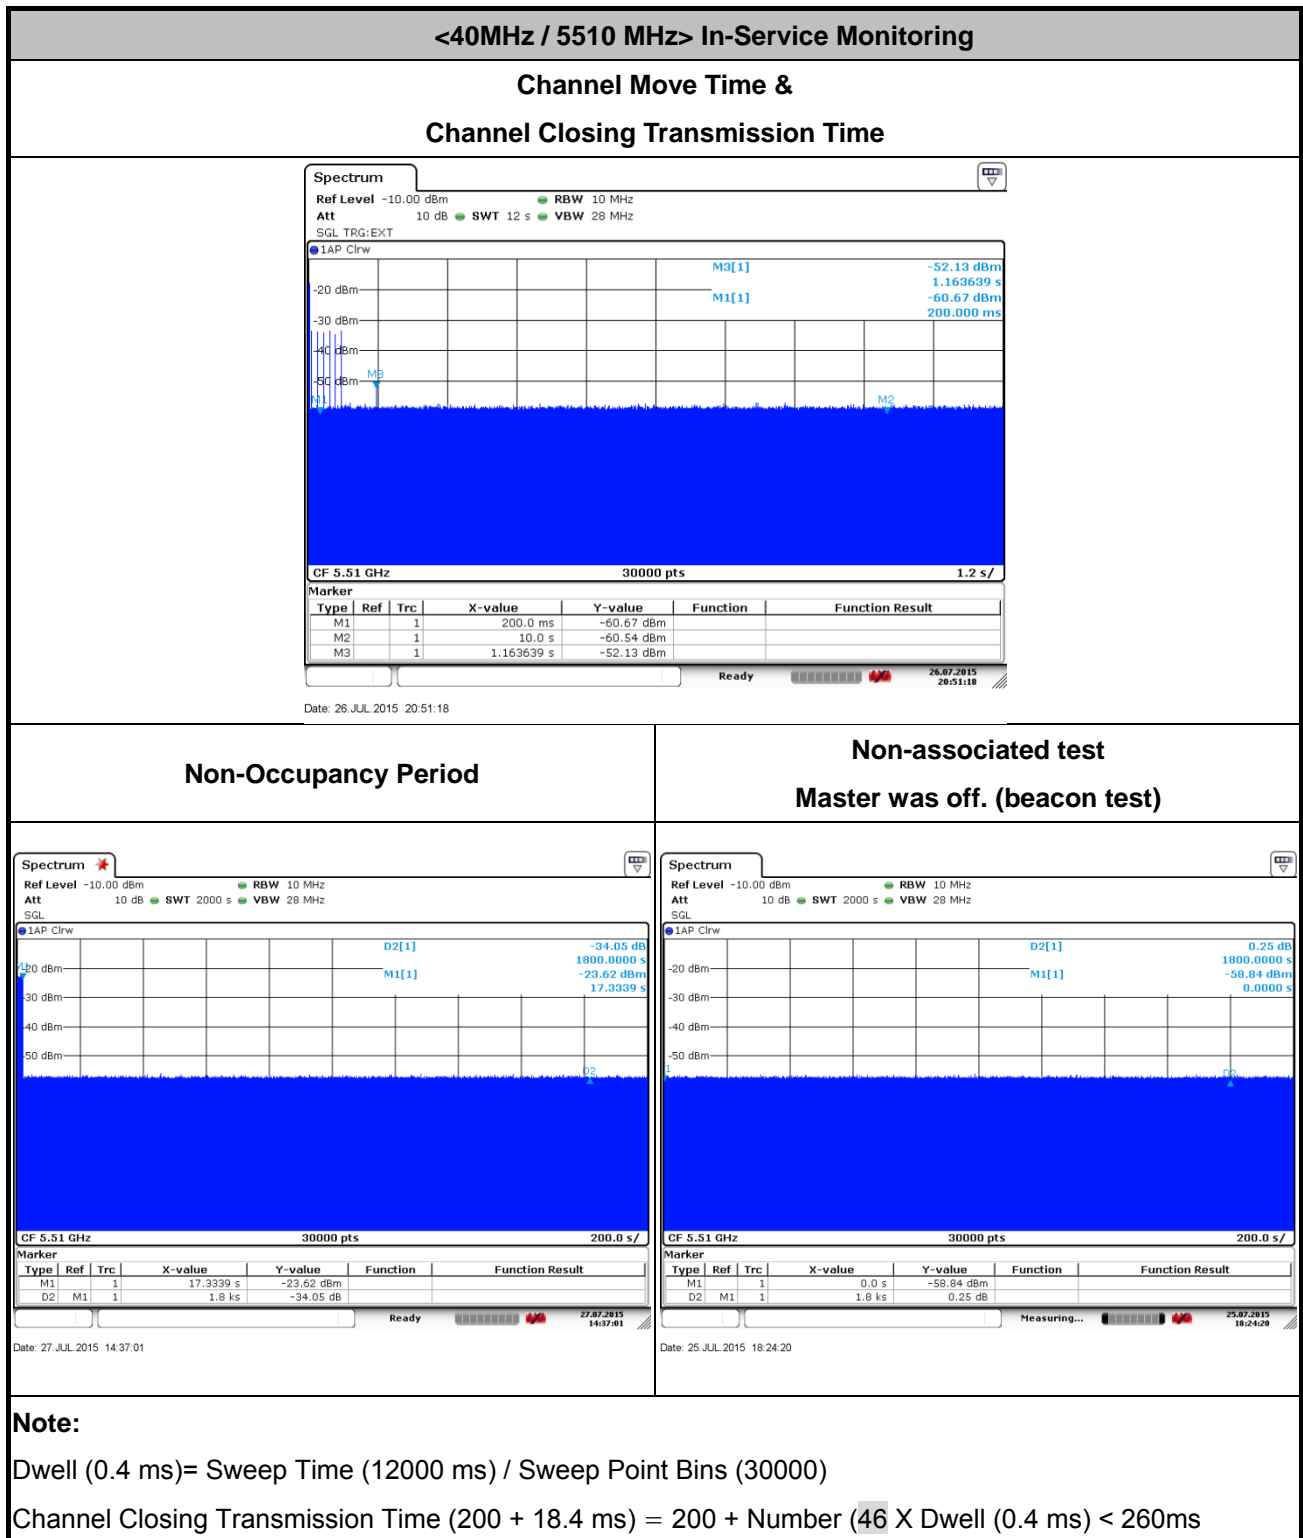 <40MHz / 5510 MHz> In-Service Monitoring
Channel Move Time &
Channel Closing Transmission Time
Spectrum
Ref Level -10.00 dBm RBW 10 MHz
Att 10 dB SWT 12 s VBW 28 MHz
SGL TRG:EXT
1AP Clrw
M3[1] -52.13 dBm
1.163639 s
M1[1] -60.67 dBm
200.000 ms
-20 dBm
-30 dBm
-40 dBm
-50 dBm
M3
M1
M2
CF 5.51 GHz 30000 pts 1.2 s/
Marker
Type Ref Trc X-value Y-value Function Function Result
M1 1 200.0 ms -60.67 dBm
M2 1 10.0 s -60.54 dBm
M3 1 1.163639 s -52.13 dBm
Ready 26.07.2015
20:51:18
Date: 26.JUL.2015 20:51:18
Non-Occupancy Period
Non-associated test
Master was off. (beacon test)
Spectrum
Ref Level -10.00 dBm RBW 10 MHz
Att 10 dB SWT 2000 s VBW 28 MHz
SGL
1AP Clrw
D2[1] -34.05 dB
1800.0000 s
M1[1] -23.62 dBm
17.3339 s
-20 dBm
-30 dBm
-40 dBm
-50 dBm
D2
CF 5.51 GHz 30000 pts 200.0 s/
Marker
Type Ref Trc X-value Y-value Function Function Result
M1 1 17.3339 s -23.62 dBm
D2 M1 1 1.8 ks -34.05 dB
Ready 27.07.2015
14:37:01
Date: 27.JUL.2015 14:37:01
Spectrum
Ref Level -10.00 dBm RBW 10 MHz
Att 10 dB SWT 2000 s VBW 28 MHz
SGL
1AP Clrw
D2[1] 0.25 dB
1800.0000 s
M1[1] -58.84 dBm
0.0000 s
-20 dBm
-30 dBm
-40 dBm
-50 dBm
D2
CF 5.51 GHz 30000 pts 200.0 s/
Marker
Type Ref Trc X-value Y-value Function Function Result
M1 1 0.0 s -58.84 dBm
D2 M1 1 1.8 ks 0.25 dB
Measuring... 25.07.2015
18:24:20
Date: 25.JUL.2015 18:24:20
Note:
Dwell (0.4 ms)= Sweep Time (12000 ms) / Sweep Point Bins (30000)
Channel Closing Transmission Time (200 + 18.4 ms) = 200 + Number (46 X Dwell (0.4 ms) < 260ms